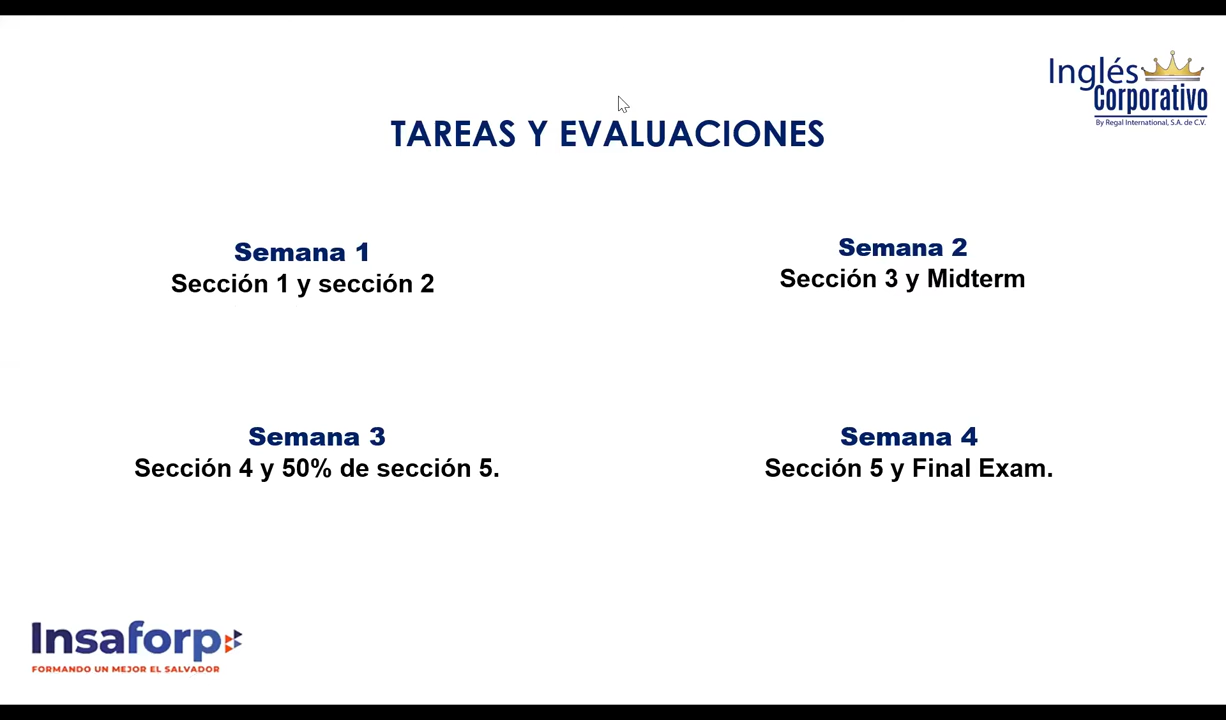 Inglés
Corporativo
By Regal International, S.A. de C.V.
TAREAS Y EVALUACIONES
Semana 1
Sección 1 y sección 2
Semana 2
Sección 3 y Midterm
Semana 3
Sección 4 y 50% de sección 5.
Semana 4
Sección 5 y Final Exam.
Insaforp
FORMANDO UN MEJOR EL SALVADOR